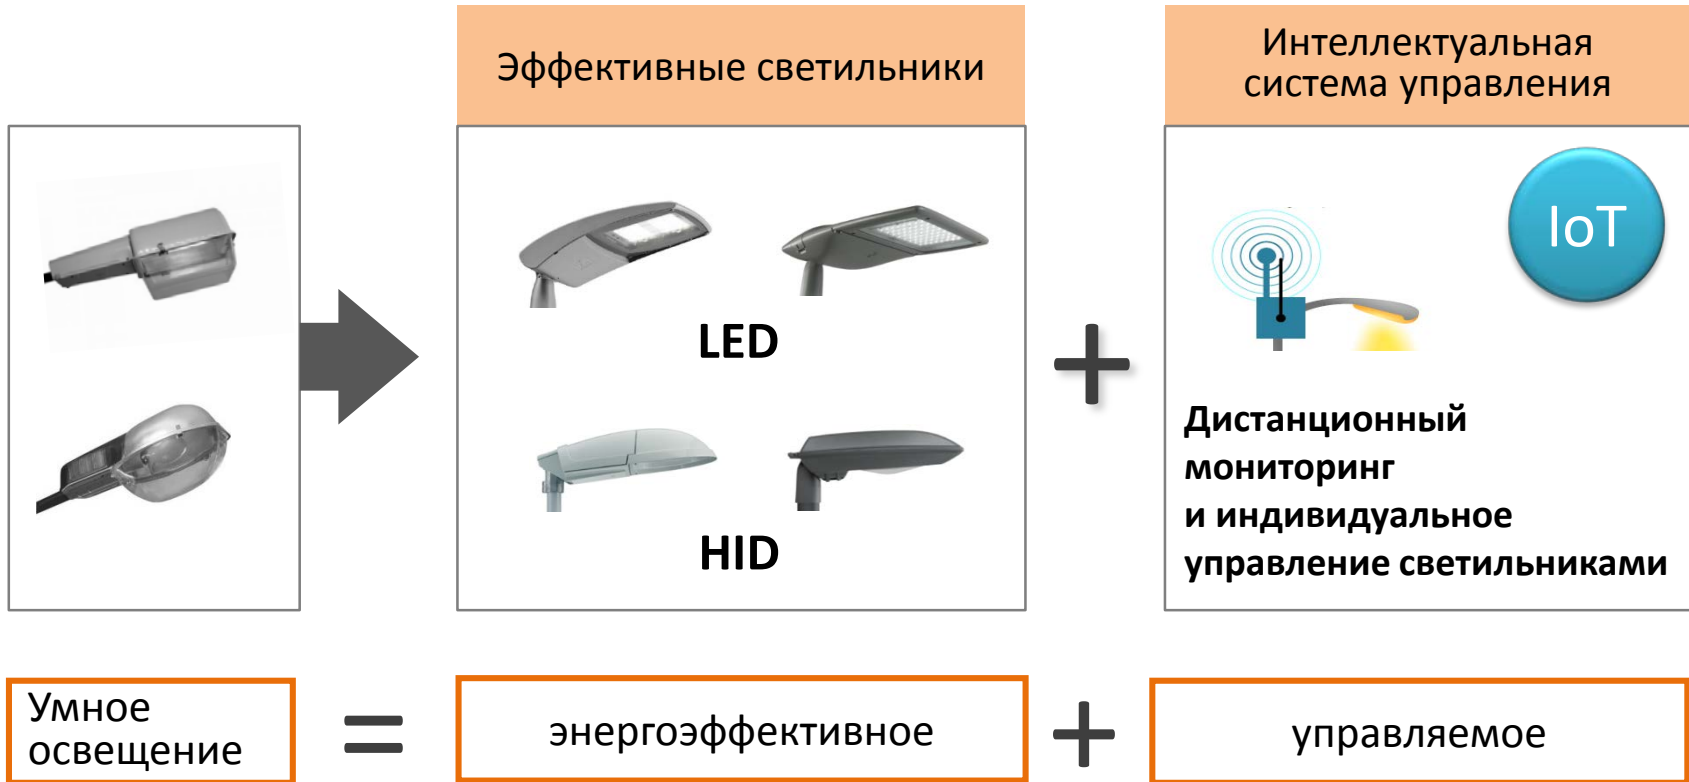 Эффективные светильники
Интеллектуальная
система управления
LED
HID
IoT
Дистанционный
мониторинг
и индивидуальное
управление светильниками
Умное
освещение
=
энергоэффективное
+
управляемое